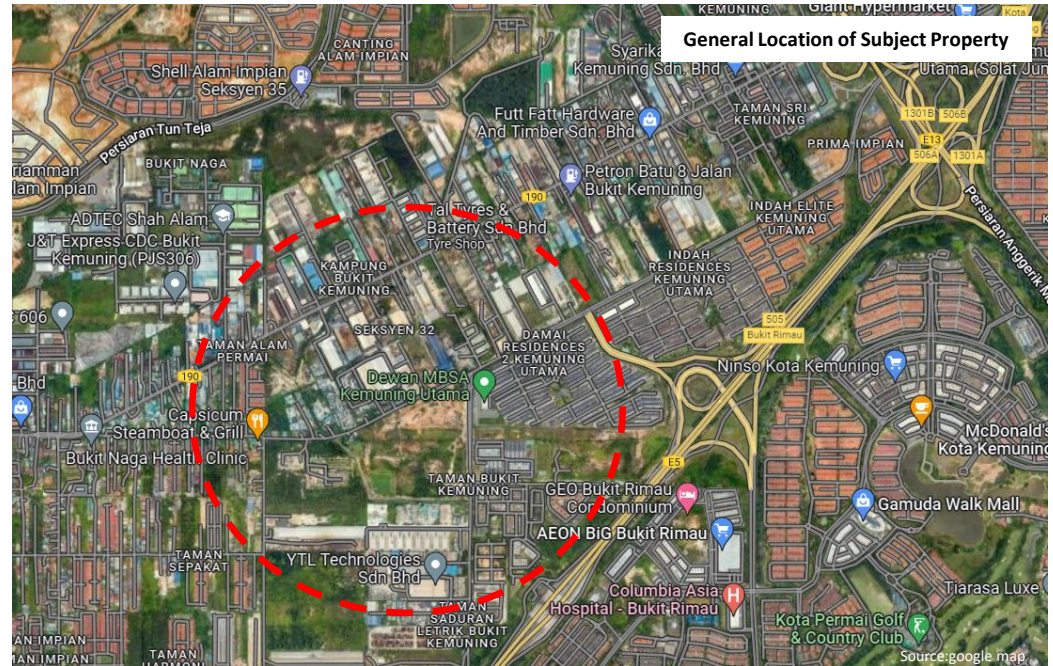 General Location of Subject Property
KEMUNING
Giant Hypermarket
Kota
CANTING
ALAM IMPIAN
Shell Alam Impian
Seksyen 35
Kemuning Sdn. Bhd
Utama (Solat
Futt Fatt Hardware
And Timber Sdn. Bhd
TAMAN SRI
KEMUNING
1301B
506B
E13
506A
1301A
Persiaran Tun Teja
PRIMA IMPIAN
BUKIT NAGA
riamman
lam Impian
Petron Batu 8 Jalan
Bukit Kemuning
190
Persiaran Anggerik
ADTEC Shah Alam
Tal Tyres &
Battery Sdn Bhd
Tyre Shop
INDAH ELITE
KEMUNING
UTAMA
J&T Express CDC Bukit
Kemuning (PJS306)
KAMPUNG
BUKIT
KEMUNING
INDAH
RESIDENCES
KEMUNING
UTAMA
606
SEKSYEN 32
505
Bukit Rimau
TAMAN ALAM
PERMAI
DAMAI
RESIDENCES
2 KEMUNING
UTAMA
Ninso Kota Kemuning
190
Bhd
Dewan MBSA
Kemuning Utama
Capsicum
Steamboat & Grill
McDonald's
Kota Kemuning
Bukit Naga Health Clinic
E5
TAMAN BUKIT
KEMUNING
GEO Bukit Rimau
Condominium
Gamuda Walk Mall
AEON BiG Bukit Rimau
TAMAN
SEPAKAT
YTL Technologies
Sdn Bhd
Tiarasa Luxe
Columbia Asia
Hospital - Bukit Rimau
TAMAN
SADURAN
LETRIK BUKIT
KEMUNING
Kota Permai Golf
& Country Club
AN IMPIAN
MAN IMPIAN
TAMAN
Source:google map